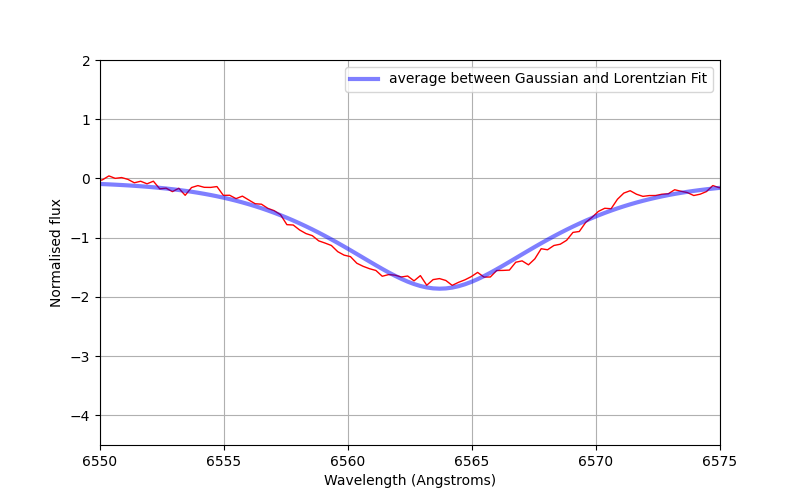 average between Gaussian and Lorentzian Fit
2
1
0
−1
−2
−3
−4
Normalised flux
6550 6555 6560 6565 6570 6575
Wavelength (Angstroms)